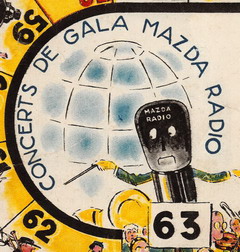 CONCERTS DE GALA MAZDA RADIO
MAZDA
RADIO
59
62
63